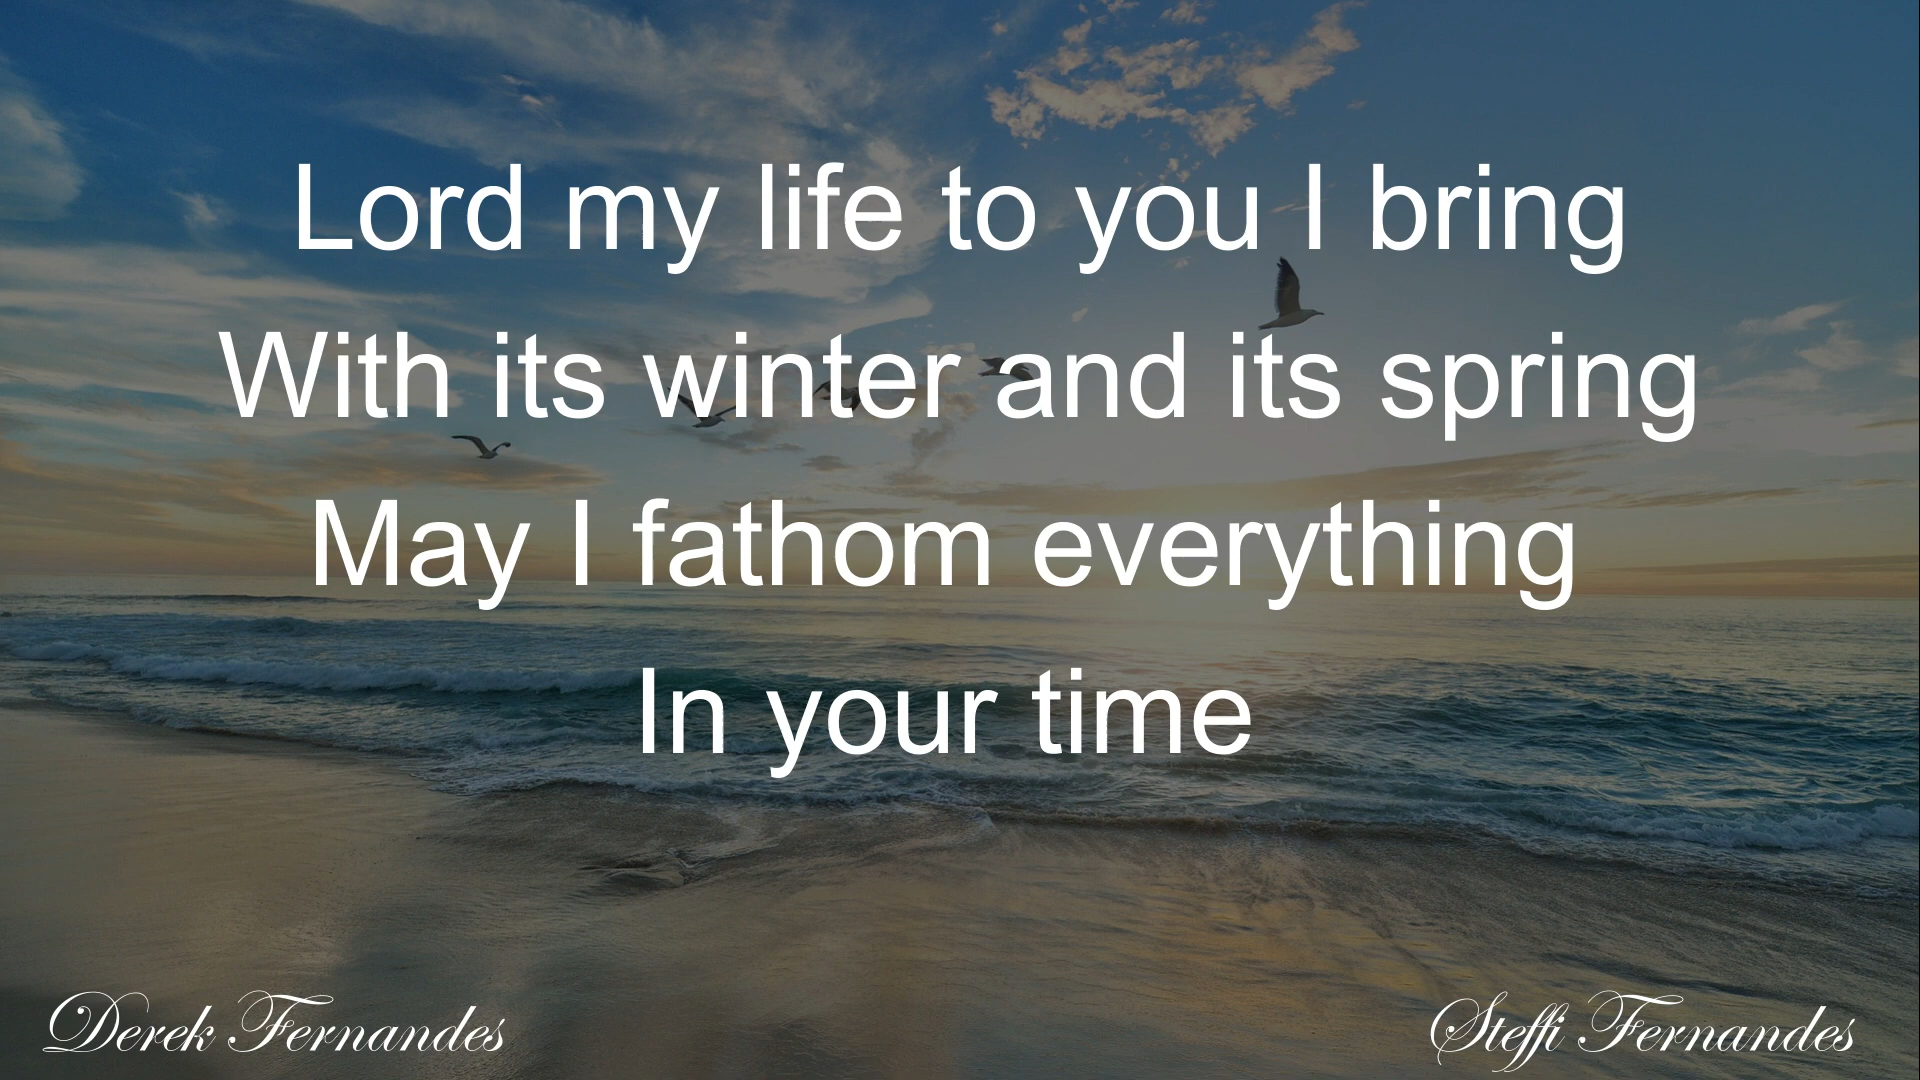 Lord my life to you I bring
With its winter and its spring
May I fathom everything
In your time
Derek Fernandes
Steffi Fernandes